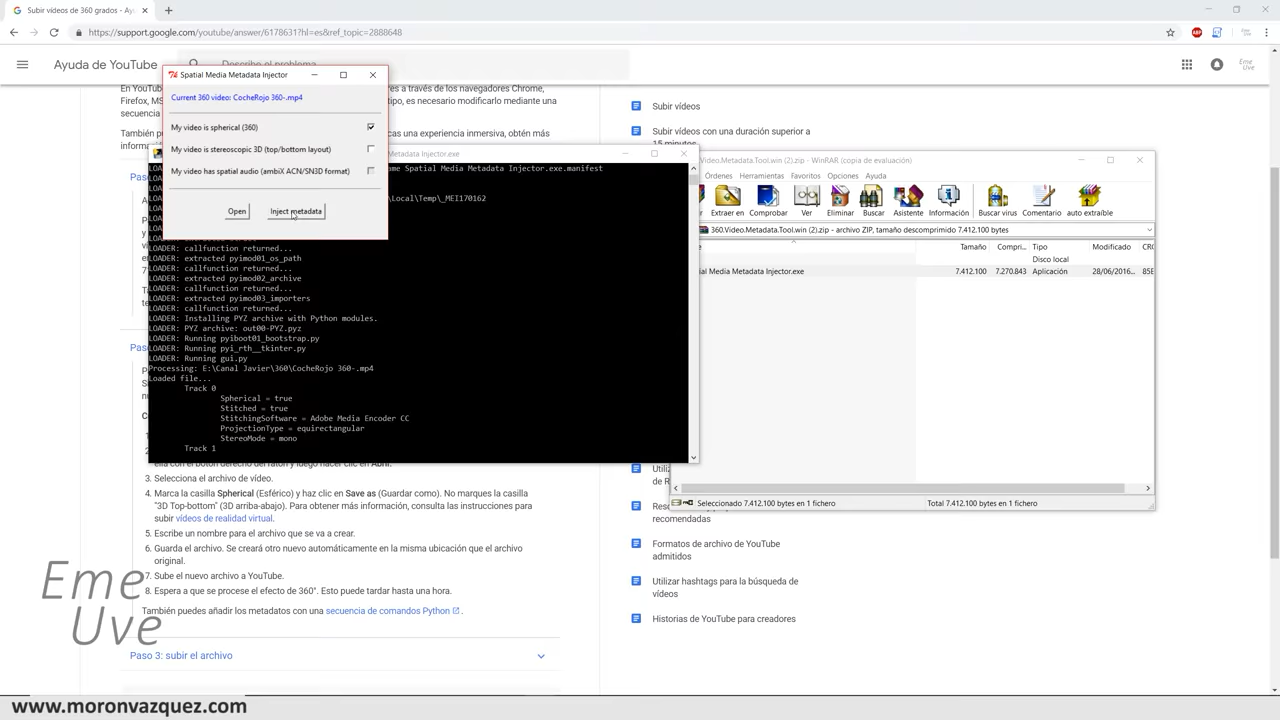 Subir vídeos de 360 grados - Ay
https://support.google.com/youtube/answer/6178631?hl=es&ref_topic=2888648
ABP
Eme
Uve
Ayuda de YouTube
Describe el problema
Spatial Media Metadata Injector
Current 360 video: CocheRojo 360-.mp4
My video is spherical (360)
My video is stereoscopic 3D (top/bottom layout)
My video has spatial audio (ambiX ACN/SN3D format)
Open
Inject metadata
En YouTub
a través de los navegadores Chrome,
Firefox, MS
tipo, es necesario modificarlo mediante una
secuencia
También p
cas una experiencia inmersiva, obtén más
Metadata Injector.exe
me Spatial Media Metadata Injector.exe.manifest
\Local\Temp\_MEI170162
LOADER: callfunction returned...
LOADER: extracted pyimod01_os_path
LOADER: callfunction returned...
LOADER: extracted pyimod02_archive
LOADER: callfunction returned...
LOADER: extracted pyimod03_importers
LOADER: callfunction returned...
LOADER: Installing PYZ archive with Python modules.
LOADER: PYZ archive: out00-PYZ.pyz
LOADER: Running pyiboot01_bootstrap.py
LOADER: Running pyi_rth__tkinter.py
LOADER: Running gui.py
Processing: E:\Canal Javier\360\CocheRojo 360-.mp4
Loaded file...
Track 0
Spherical = true
Stitched = true
StitchingSoftware = Adobe Media Encoder CC
ProjectionType = equirectangular
StereoMode = mono
Track 1
3. Selecciona el archivo de vídeo.
4. Marca la casilla Spherical (Esférico) y haz clic en Save as (Guardar como). No marques la casilla
"3D Top-bottom" (3D arriba-abajo). Para obtener más información, consulta las instrucciones para
subir vídeos de realidad virtual.
5. Escribe un nombre para el archivo que se va a crear.
6. Guarda el archivo. Se creará otro nuevo automáticamente en la misma ubicación que el archivo
original.
7. Sube el nuevo archivo a YouTube.
8. Espera a que se procese el efecto de 360°. Esto puede tardar hasta una hora.
También puedes añadir los metadatos con una secuencia de comandos Python.
Paso 3: subir el archivo
Subir vídeos
Subir vídeos con una duración superior a
15 minutos
.Video.Metadata.Tool.win (2).zip - WinRAR (copia de evaluación)
Órdenes Herramientas Favoritos Opciones Ayuda
Extraer en Comprobar Ver Eliminar Buscar Asistente Información Buscar virus Comentario auto extraíble
360.Video.Metadata.Tool.win (2).zip - archivo ZIP, tamaño descomprimido 7.412.100 bytes
Tamaño Compri... Tipo Modificado CRC
Disco local
ial Media Metadata Injector.exe 7.412.100 7.270.843 Aplicación 28/06/2016... 85E
Seleccionado 7.412.100 bytes en 1 fichero Total 7.412.100 bytes en 1 fichero
recomendadas
Formatos de archivo de YouTube
admitidos
Utilizar hashtags para la búsqueda de
vídeos
Historias de YouTube para creadores
Eme
Uve
www.moronvazquez.com